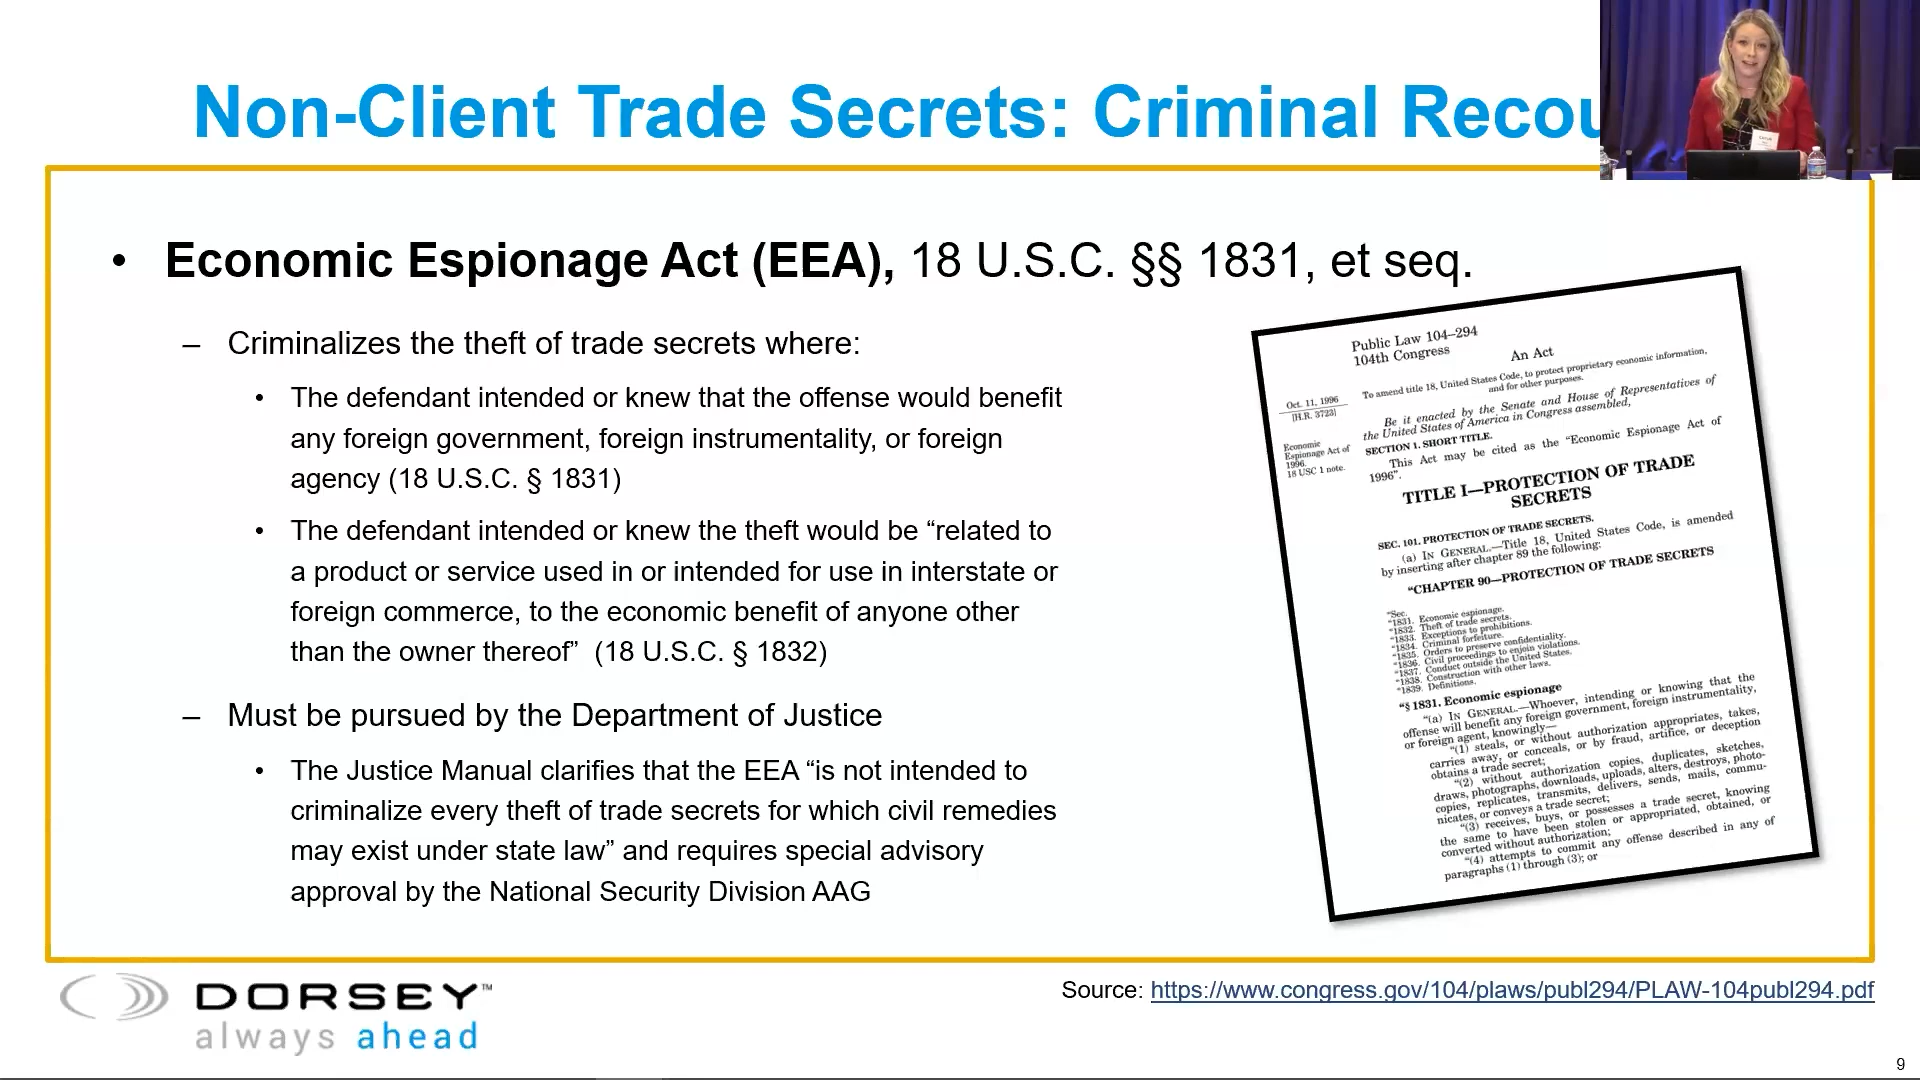 Non-Client Trade Secrets: Criminal Recou
• Economic Espionage Act (EEA), 18 U.S.C. §§ 1831, et seq.
– Criminalizes the theft of trade secrets where:
• The defendant intended or knew that the offense would benefit
any foreign government, foreign instrumentality, or foreign
agency (18 U.S.C. § 1831)
• The defendant intended or knew the theft would be “related to
a product or service used in or intended for use in interstate or
foreign commerce, to the economic benefit of anyone other
than the owner thereof” (18 U.S.C. § 1832)
– Must be pursued by the Department of Justice
• The Justice Manual clarifies that the EEA “is not intended to
criminalize every theft of trade secrets for which civil remedies
may exist under state law” and requires special advisory
approval by the National Security Division AAG
Public Law 104–294
104th Congress
An Act
To amend title 18, United States Code, to protect proprietary economic information,
and for other purposes.
Oct. 11, 1996
[H.R. 3723]
Be it enacted by the Senate and House of Representatives of
the United States of America in Congress assembled,
Economic
Espionage Act of
1996.
18 USC 1 note.
SECTION 1. SHORT TITLE.
This Act may be cited as the “Economic Espionage Act of
1996”.
TITLE I—PROTECTION OF TRADE
SECRETS
SEC. 101. PROTECTION OF TRADE SECRETS.
(a) IN GENERAL.—Title 18, United States Code, is amended
by inserting after chapter 89 the following:
“CHAPTER 90—PROTECTION OF TRADE SECRETS
“Sec.
“1831. Economic espionage.
“1832. Theft of trade secrets.
“1833. Exceptions to prohibitions.
“1834. Criminal forfeiture.
“1835. Orders to preserve confidentiality.
“1836. Civil proceedings to enjoin violations.
“1837. Conduct outside the United States.
“1838. Construction with other laws.
“1839. Definitions.
“§ 1831. Economic espionage
“(a) IN GENERAL.—Whoever, intending or knowing that the
offense will benefit any foreign government, foreign instrumentality,
or foreign agent, knowingly—
“(1) steals, or without authorization appropriates, takes,
carries away, or conceals, or by fraud, artifice, or deception
obtains a trade secret;
“(2) without authorization copies, duplicates, sketches,
draws, photographs, downloads, uploads, alters, destroys, photo-
copies, replicates, transmits, delivers, sends, mails, commu-
nicates, or conveys a trade secret;
“(3) receives, buys, or possesses a trade secret, knowing
the same to have been stolen or appropriated, obtained, or
converted without authorization;
“(4) attempts to commit any offense described in any of
paragraphs (1) through (3); or
DORSEY™
always ahead
Source: https://www.congress.gov/104/plaws/publ294/PLAW-104publ294.pdf
9